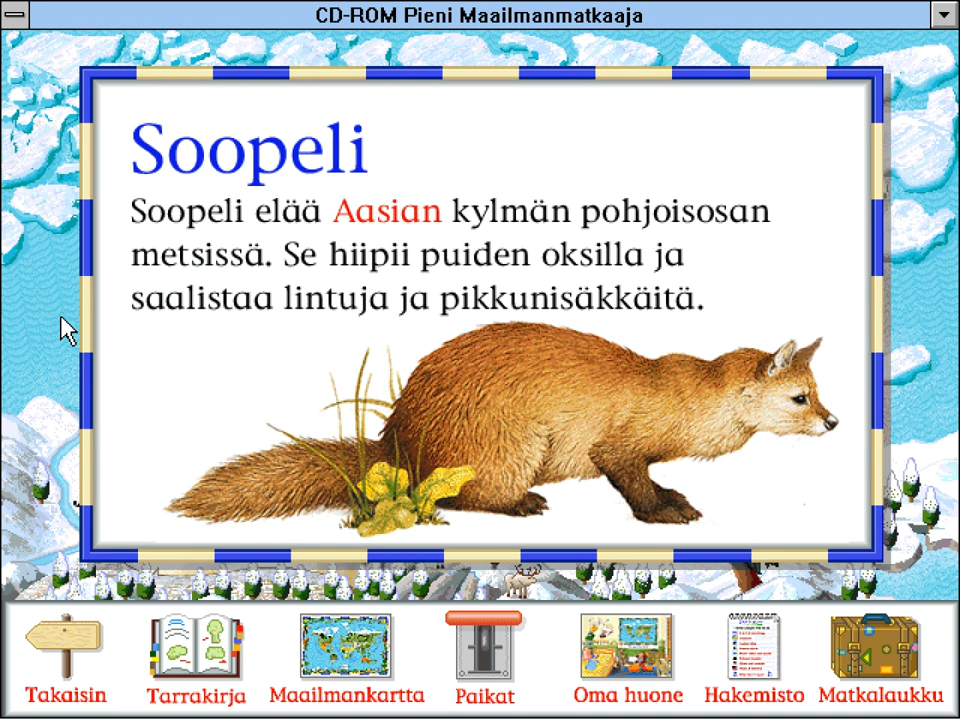 CD-ROM Pieni Maailmanmatkaaja
Soopeli
Soopeli elää Aasian kylmän pohjoisosan
metsissä. Se hiipii puiden oksilla ja
saalistaa lintuja ja pikkunisäkkäitä.
Takaisin
Tarrakirja
Maailmankartta
Paikat
Oma huone
Hakemisto
Matkalaukku